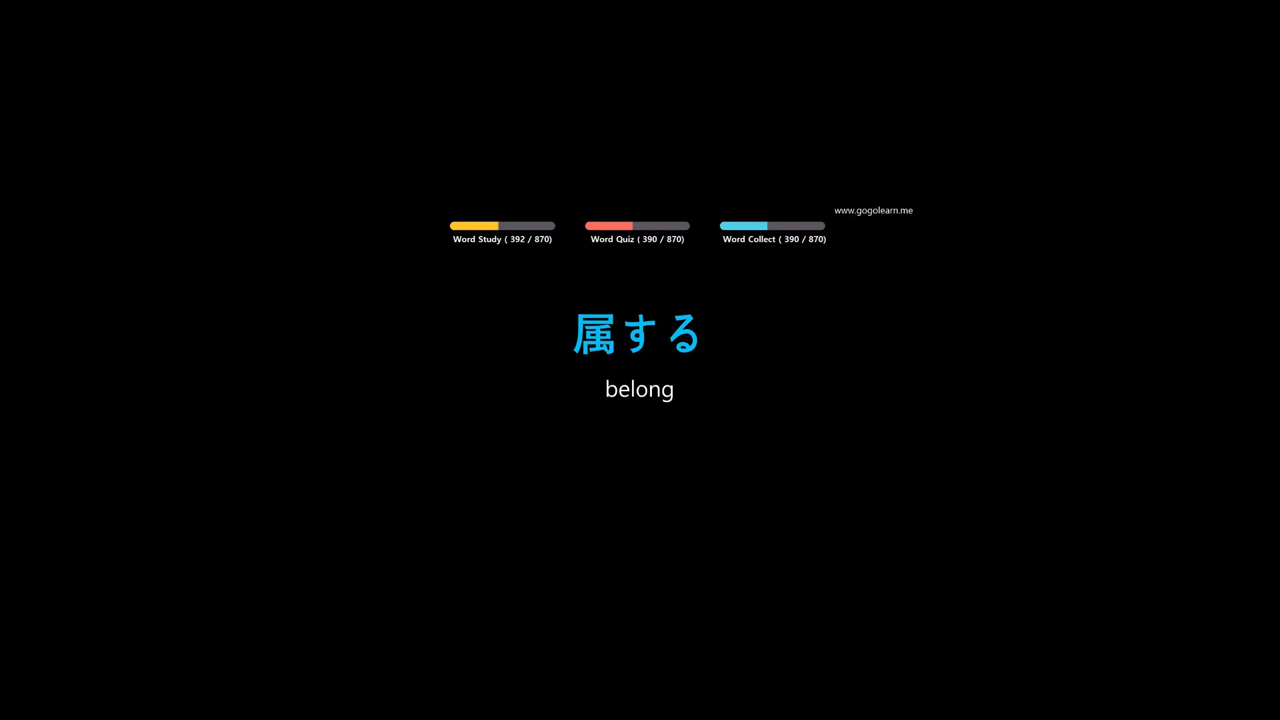 www.gogolearn.me
Word Study ( 392 / 870)
Word Quiz ( 390 / 870)
Word Collect ( 390 / 870)
属する
belong